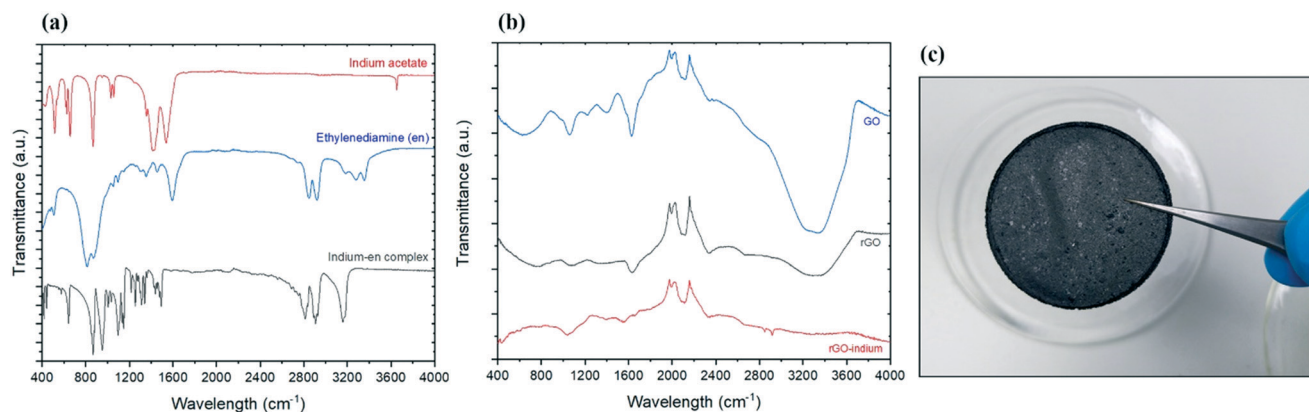 (a)
Transmittance (a.u.)
Indium acetate
Ethylenediamine (en)
Indium-en complex
400 800 1200 1600 2000 2400 2800 3200 3600 4000
Wavelength (cm⁻¹)
(b)
Transmittance (a.u.)
GO
rGO
rGO-indium
400 800 1200 1600 2000 2400 2800 3200 3600 4000
Wavelength (cm⁻¹)
(c)